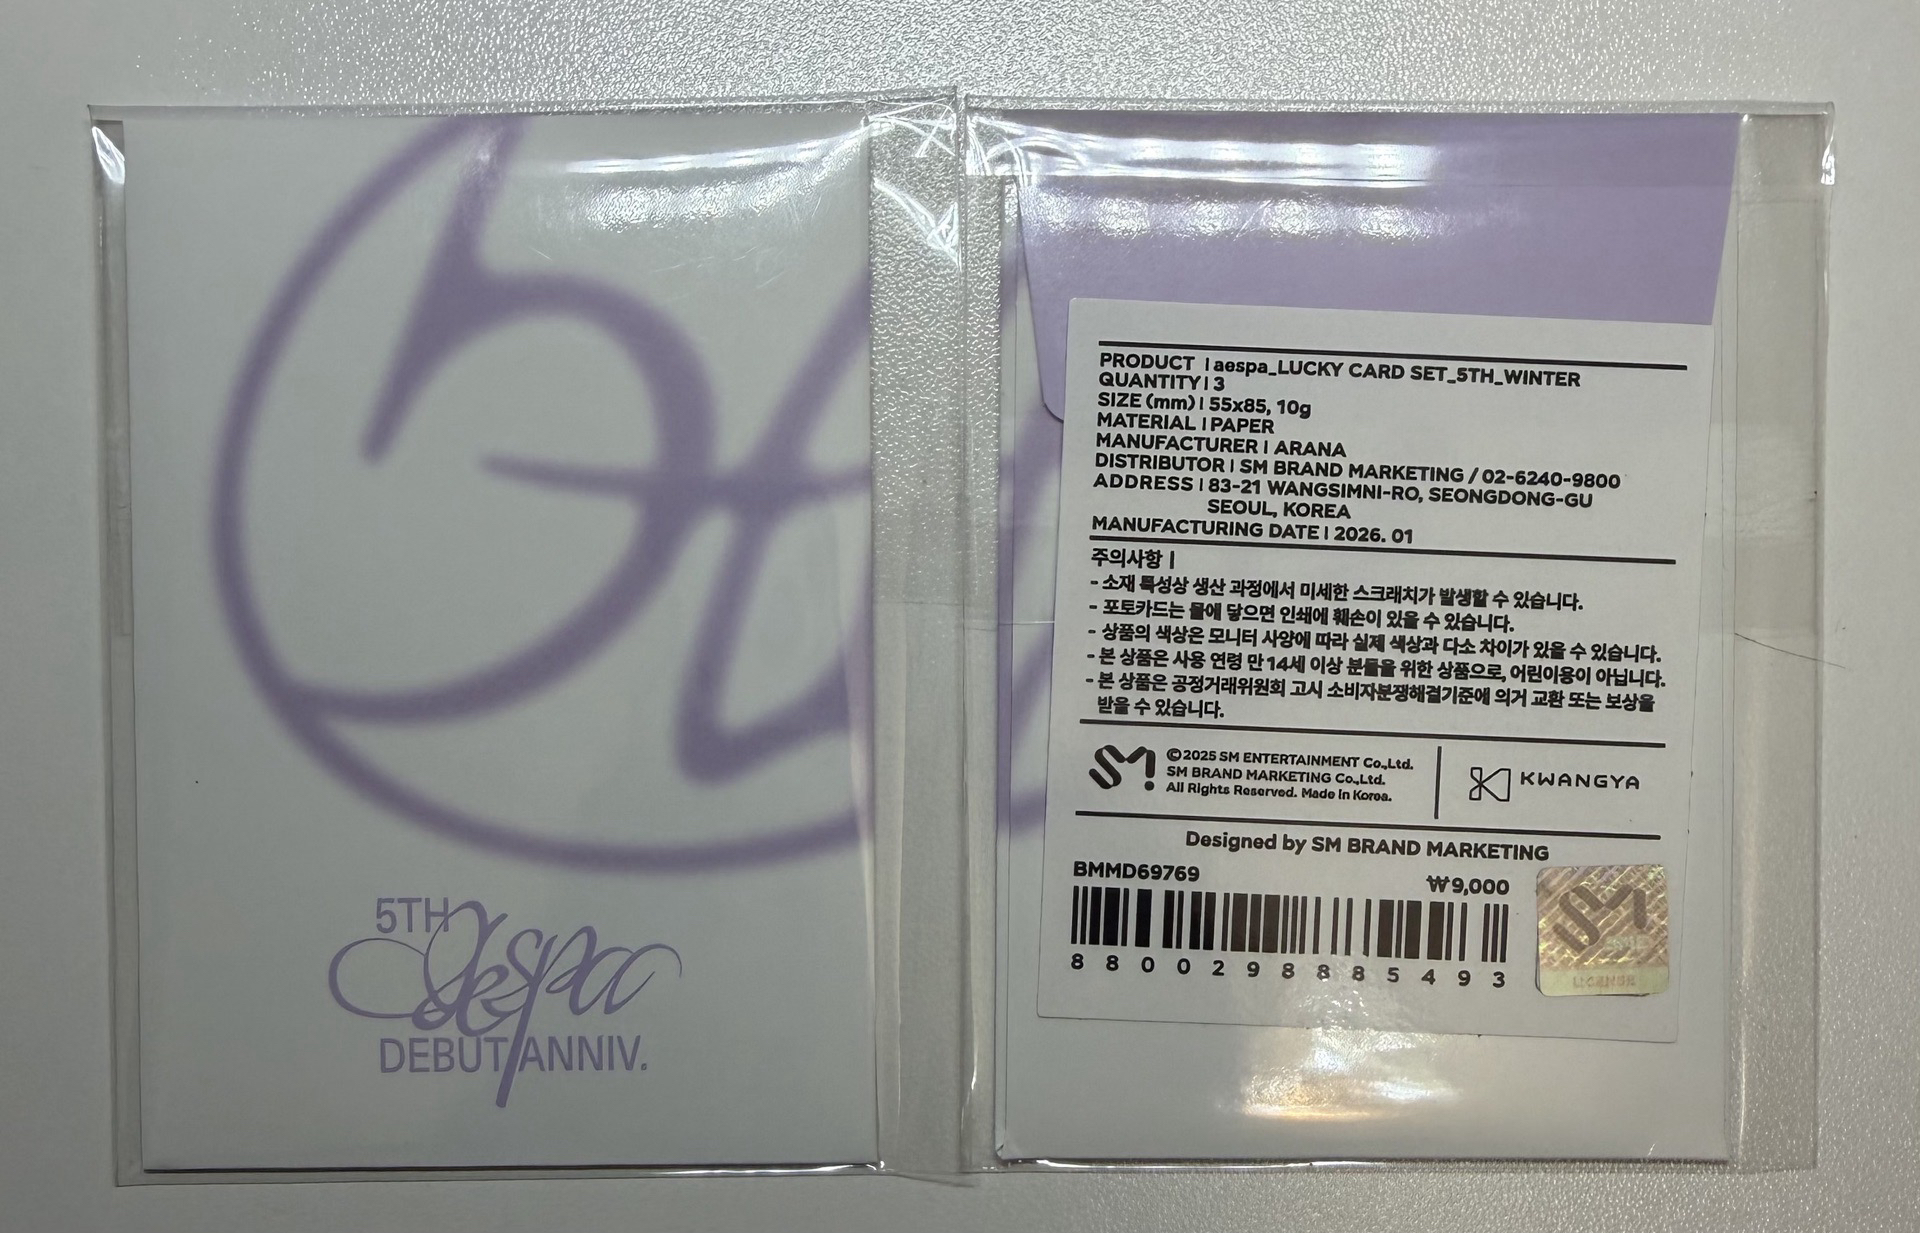 5TH
aespa
DEBUT ANNIV.
PRODUCT | aespa_LUCKY CARD SET_5TH_WINTER
QUANTITY | 3
SIZE (mm) | 55x85, 10g
MATERIAL | PAPER
MANUFACTURER | ARANA
DISTRIBUTOR | SM BRAND MARKETING / 02-6240-9800
ADDRESS | 83-21 WANGSIMNI-RO, SEONGDONG-GU
SEOUL, KOREA
MANUFACTURING DATE | 2026. 01
주의사항 |
- 소재 특성상 생산 과정에서 미세한 스크래치가 발생할 수 있습니다.
- 포토카드는 물에 닿으면 인쇄에 훼손이 있을 수 있습니다.
- 상품의 색상은 모니터 사양에 따라 실제 색상과 다소 차이가 있을 수 있습니다.
- 본 상품은 사용 연령 만 14세 이상 분들을 위한 상품으로, 어린이용이 아닙니다.
- 본 상품은 공정거래위원회 고시 소비자분쟁해결기준에 의거 교환 또는 보상을
받을 수 있습니다.
SM
©2025 SM ENTERTAINMENT Co.,Ltd.
SM BRAND MARKETING Co.,Ltd.
All Rights Reserved. Made in Korea.
KWANGYA
Designed by SM BRAND MARKETING
BMMD69769
₩9,000
8800298885493
SM